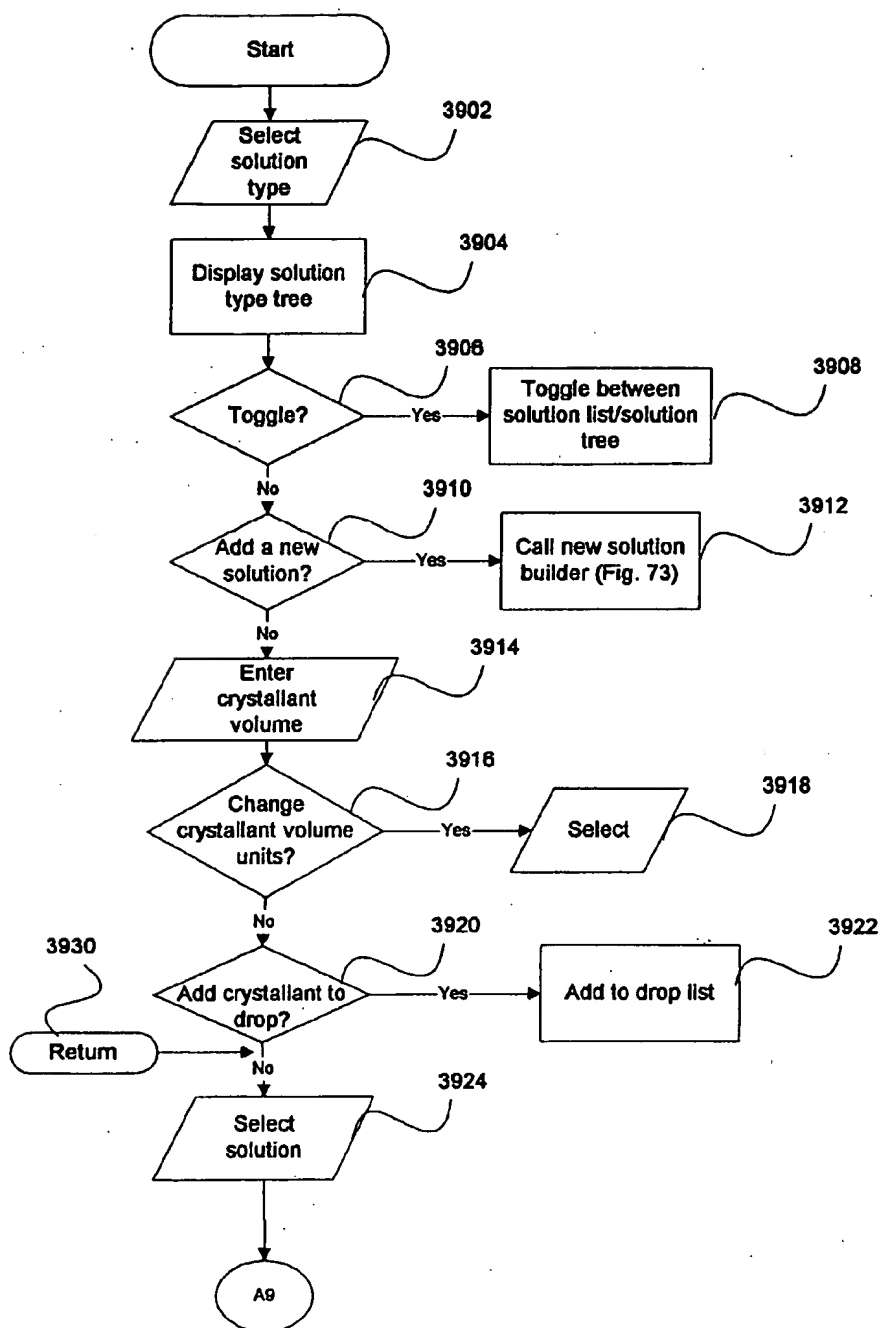 Start
3902
Select
solution
type
3904
Display solution
type tree
3906
Toggle?
Yes
3908
Toggle between
solution list/solution
tree
No
3910
Add a new
solution?
Yes
3912
Call new solution
builder (Fig. 73)
No
3914
Enter
crystallant
volume
3916
Change
crystallant volume
units?
Yes
3918
Select
No
3920
Add crystallant to
drop?
Yes
3922
Add to drop list
3930
Return
No
3924
Select
solution
A9